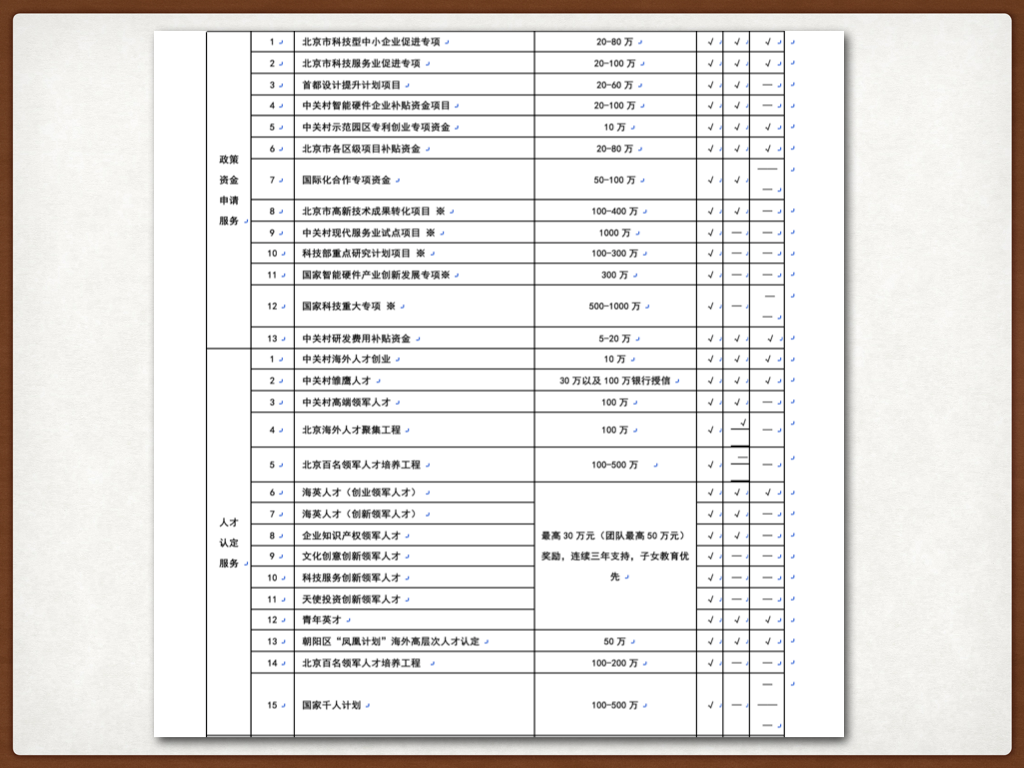 政策
资金
申请
服务
1 北京市科技型中小企业促进专项 20-80 万 √ √ √
2 北京市科技服务业促进专项 20-100 万 √ √ √
3 首都设计提升计划项目 20-60 万 √ √ —
4 中关村智能硬件企业补贴资金项目 20-100 万 √ √ —
5 中关村示范园区专利创业专项资金 10 万 √ √ √
6 北京市各区级项目补贴资金 20-80 万 √ √ √
7 国际化合作专项资金 50-100 万 √ √ —
8 北京市高新技术成果转化项目 ※ 100-400 万 √ √ —
9 中关村现代服务业试点项目 ※ 1000 万 √ — —
10 科技部重点研究计划项目 ※ 100-300 万 √ — —
11 国家智能硬件产业创新发展专项※ 300 万 √ — —
12 国家科技重大专项 ※ 500-1000 万 √ — —
13 中关村研发费用补贴资金 5-20 万 √ √ √
人才
认定
服务
1 中关村海外人才创业 10 万 √ √ √
2 中关村雏鹰人才 30 万以及 100 万银行授信 √ √ √
3 中关村高端领军人才 100 万 √ √ —
4 北京海外人才聚集工程 100 万 √ √ —
5 北京百名领军人才培养工程 100-500 万 √ — —
6 海英人才（创业领军人才） √ √ √
7 海英人才（创新领军人才） √ √ —
8 企业知识产权领军人才 √ √ —
9 文化创意创新领军人才 √ — —
10 科技服务创新领军人才 √ — —
11 天使投资创新领军人才 √ — —
12 青年英才 √ √ √
最高 30 万元（团队最高 50 万元）
奖励，连续三年支持，子女教育优
先
13 朝阳区“凤凰计划”海外高层次人才认定 50 万 √ √ √
14 北京百名领军人才培养工程 100-200 万 √ — —
15 国家千人计划 100-500 万 √ — —